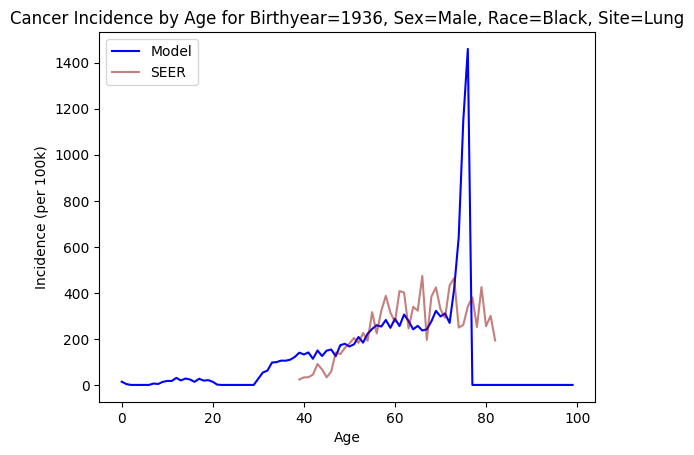 Cancer Incidence by Age for Birthyear=1936, Sex=Male, Race=Black, Site=Lung
Model
SEER
Incidence (per 100k)
1400
1200
1000
800
600
400
200
0
0 20 40 60 80 100
Age